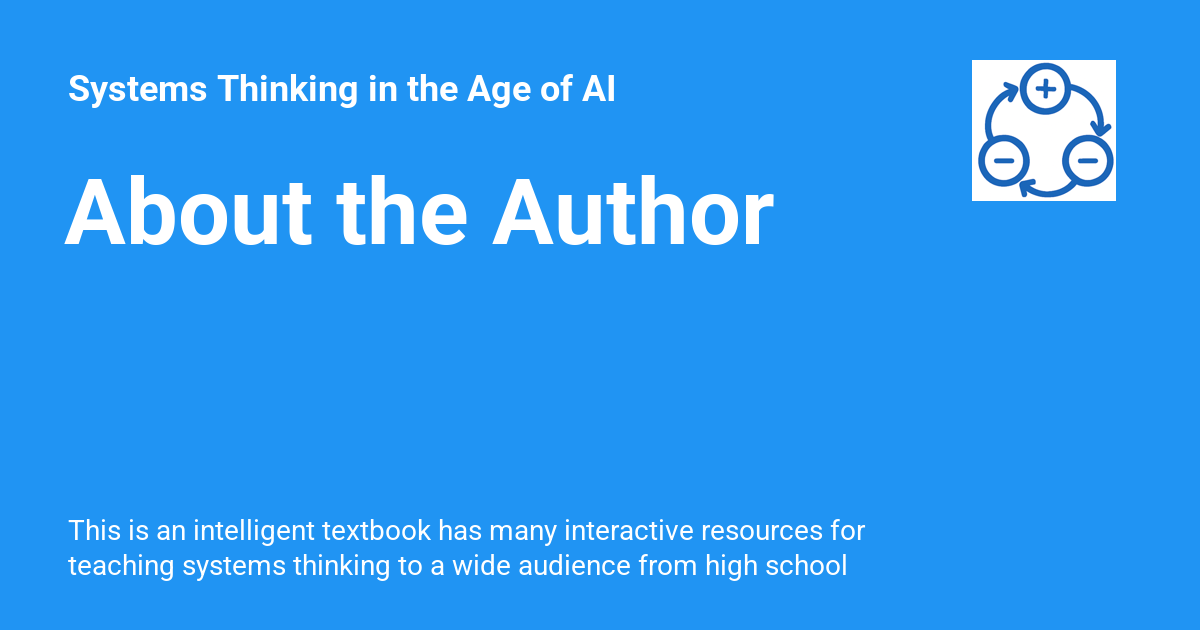 Systems Thinking in the Age of AI
About the Author
This is an intelligent textbook has many interactive resources for
teaching systems thinking to a wide audience from high school